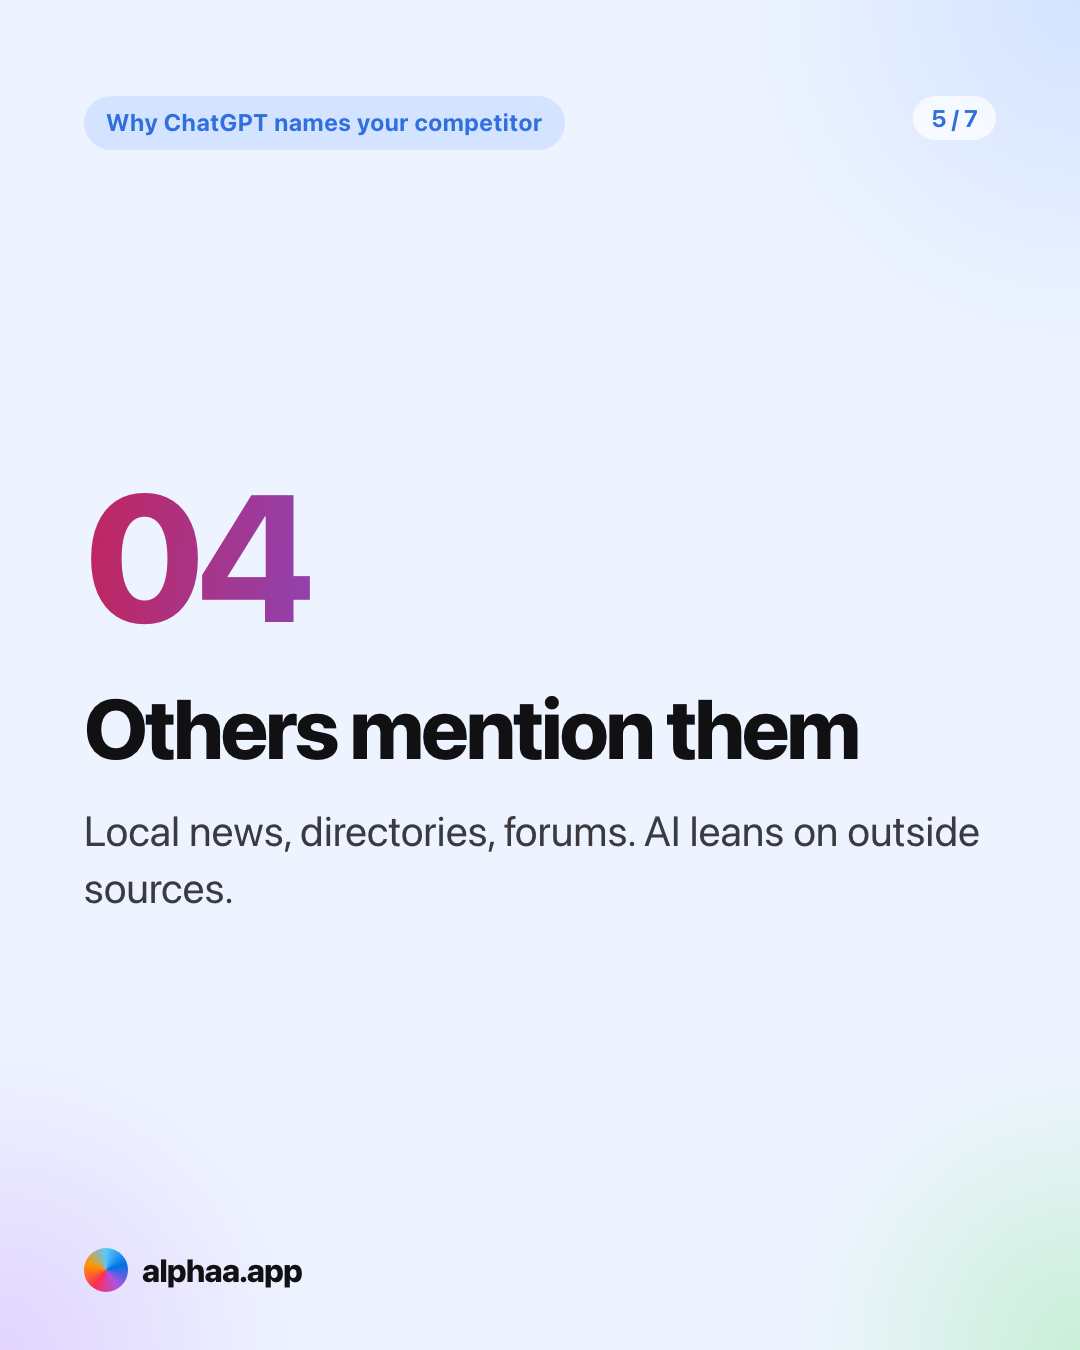 Why ChatGPT names your competitor
5 / 7
04
Others mention them
Local news, directories, forums. AI leans on outside
sources.
alphaa.app